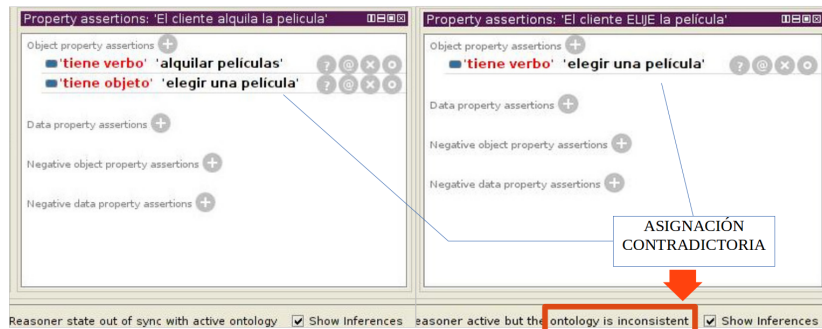 Property assertions: 'El cliente alquila la pelicula'
Object property assertions
'tiene verbo' 'alquilar películas'
'tiene objeto' 'elegir una película'
Data property assertions
Negative object property assertions
Negative data property assertions
Reasoner state out of sync with active ontology Show Inferences
Property assertions: 'El cliente ELIJE la película'
Object property assertions
'tiene verbo' 'elegir una película'
Data property assertions
Negative object property assertions
Negative data property assertions
ASIGNACIÓN
CONTRADICTORIA
easoner active but the ontology is inconsistent Show Inferences